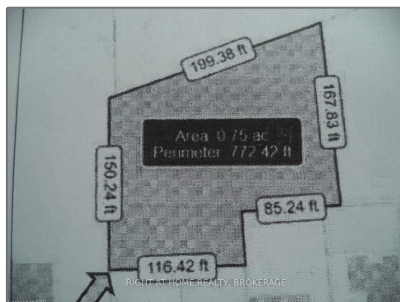 199.38 ft
167.83 ft
Area 0.75 ac
Perimeter 772.42 ft
150.24 ft
85.24 ft
116.42 ft
RIGHT AT HOME REALTY, BROKERAGE